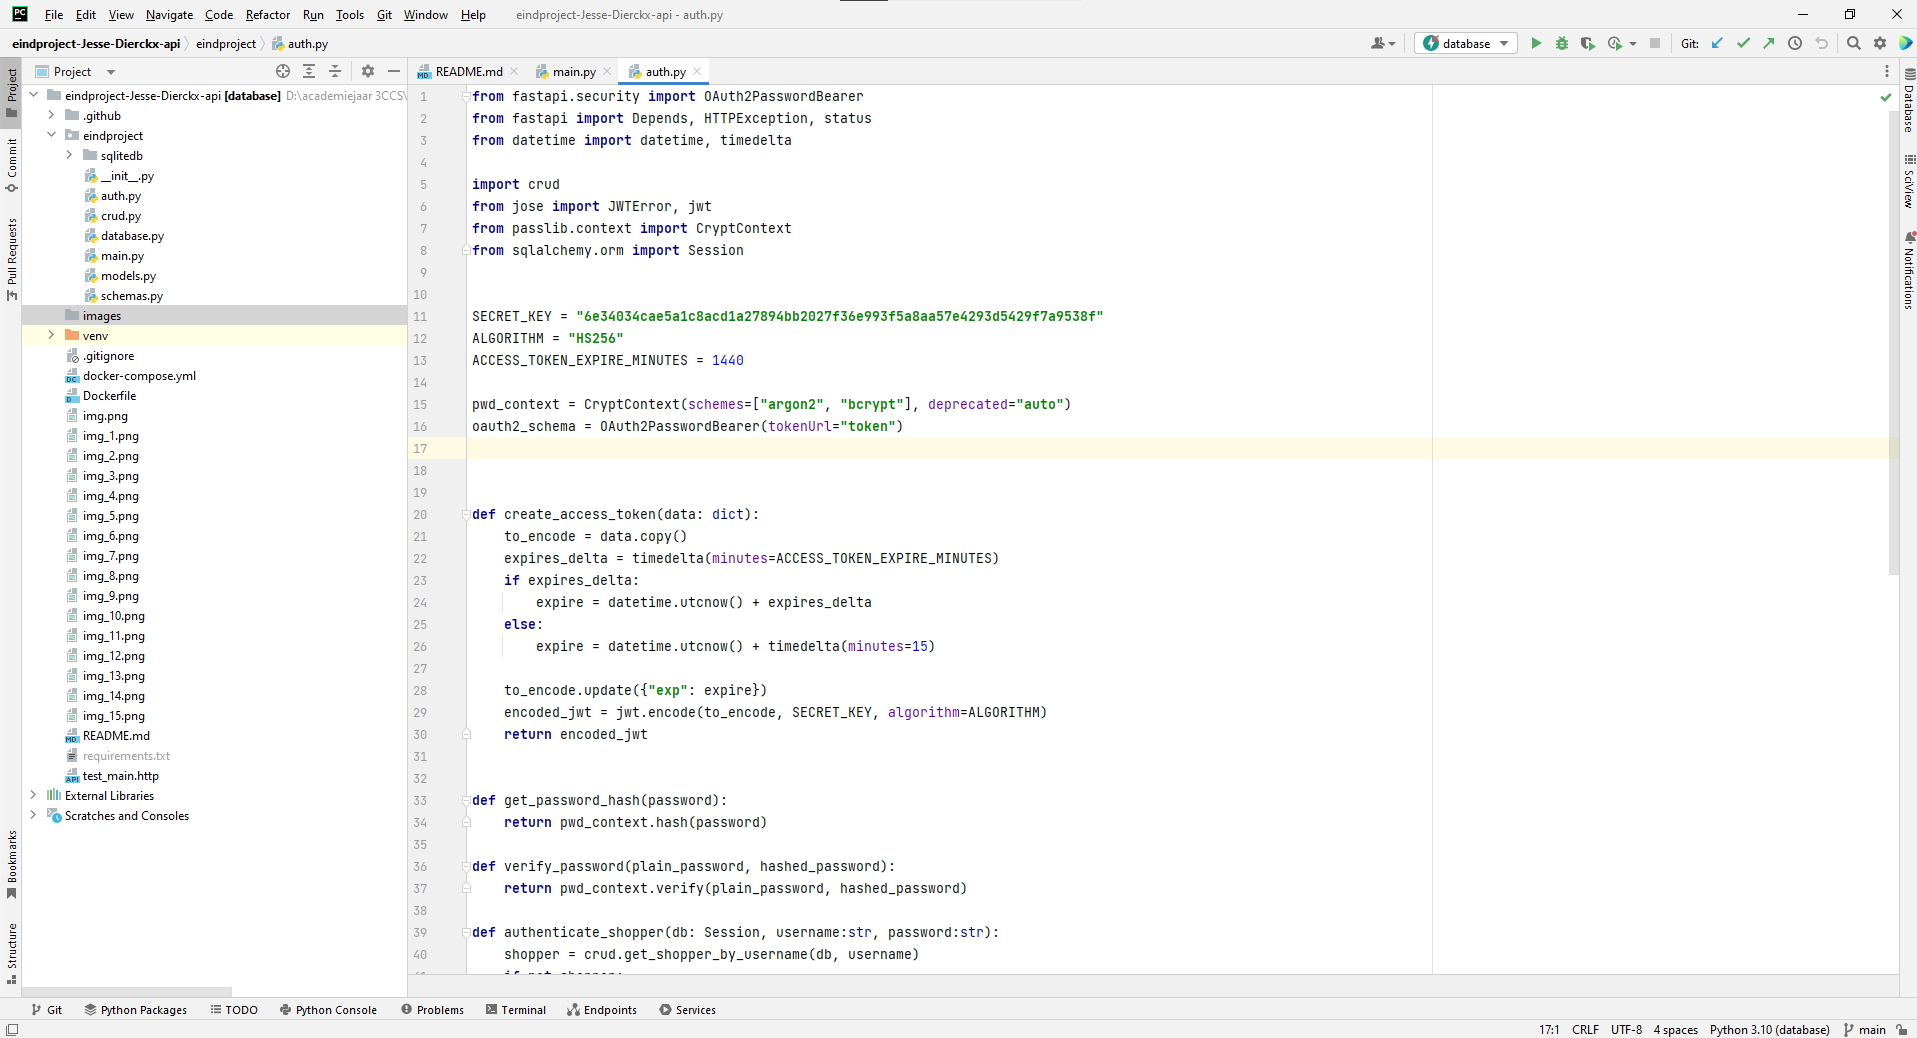 PC File Edit View Navigate Code Refactor Run Tools Git Window Help eindproject-Jesse-Dierckx-api - auth.py
eindproject-Jesse-Dierckx-api eindproject auth.py database Git:
Project
README.md main.py auth.py
eindproject-Jesse-Dierckx-api [database] D:\academiejaar 3CCS\
.github
eindproject
sqlitedb
__init__.py
auth.py
crud.py
database.py
main.py
models.py
schemas.py
images
venv
.gitignore
docker-compose.yml
Dockerfile
img.png
img_1.png
img_2.png
img_3.png
img_4.png
img_5.png
img_6.png
img_7.png
img_8.png
img_9.png
img_10.png
img_11.png
img_12.png
img_13.png
img_14.png
img_15.png
README.md
requirements.txt
test_main.http
External Libraries
Scratches and Consoles
Project
Commit
Pull Requests
Bookmarks
Structure
1 from fastapi.security import OAuth2PasswordBearer
2 from fastapi import Depends, HTTPException, status
3 from datetime import datetime, timedelta
4
5 import crud
6 from jose import JWTError, jwt
7 from passlib.context import CryptContext
8 from sqlalchemy.orm import Session
9
10
11 SECRET_KEY = "6e34034cae5a1c8acd1a27894bb2027f36e993f5a8aa57e4293d5429f7a9538f"
12 ALGORITHM = "HS256"
13 ACCESS_TOKEN_EXPIRE_MINUTES = 1440
14
15 pwd_context = CryptContext(schemes=["argon2", "bcrypt"], deprecated="auto")
16 oauth2_schema = OAuth2PasswordBearer(tokenUrl="token")
17
18
19
20 def create_access_token(data: dict):
21 to_encode = data.copy()
22 expires_delta = timedelta(minutes=ACCESS_TOKEN_EXPIRE_MINUTES)
23 if expires_delta:
24 expire = datetime.utcnow() + expires_delta
25 else:
26 expire = datetime.utcnow() + timedelta(minutes=15)
27
28 to_encode.update({"exp": expire})
29 encoded_jwt = jwt.encode(to_encode, SECRET_KEY, algorithm=ALGORITHM)
30 return encoded_jwt
31
32
33 def get_password_hash(password):
34 return pwd_context.hash(password)
35
36 def verify_password(plain_password, hashed_password):
37 return pwd_context.verify(plain_password, hashed_password)
38
39 def authenticate_shopper(db: Session, username:str, password:str):
40 shopper = crud.get_shopper_by_username(db, username)
41 if not shopper:
Database
SciView
Notifications
Git Python Packages TODO Python Console Problems Terminal Endpoints Services
17:1 CRLF UTF-8 4 spaces Python 3.10 (database) main